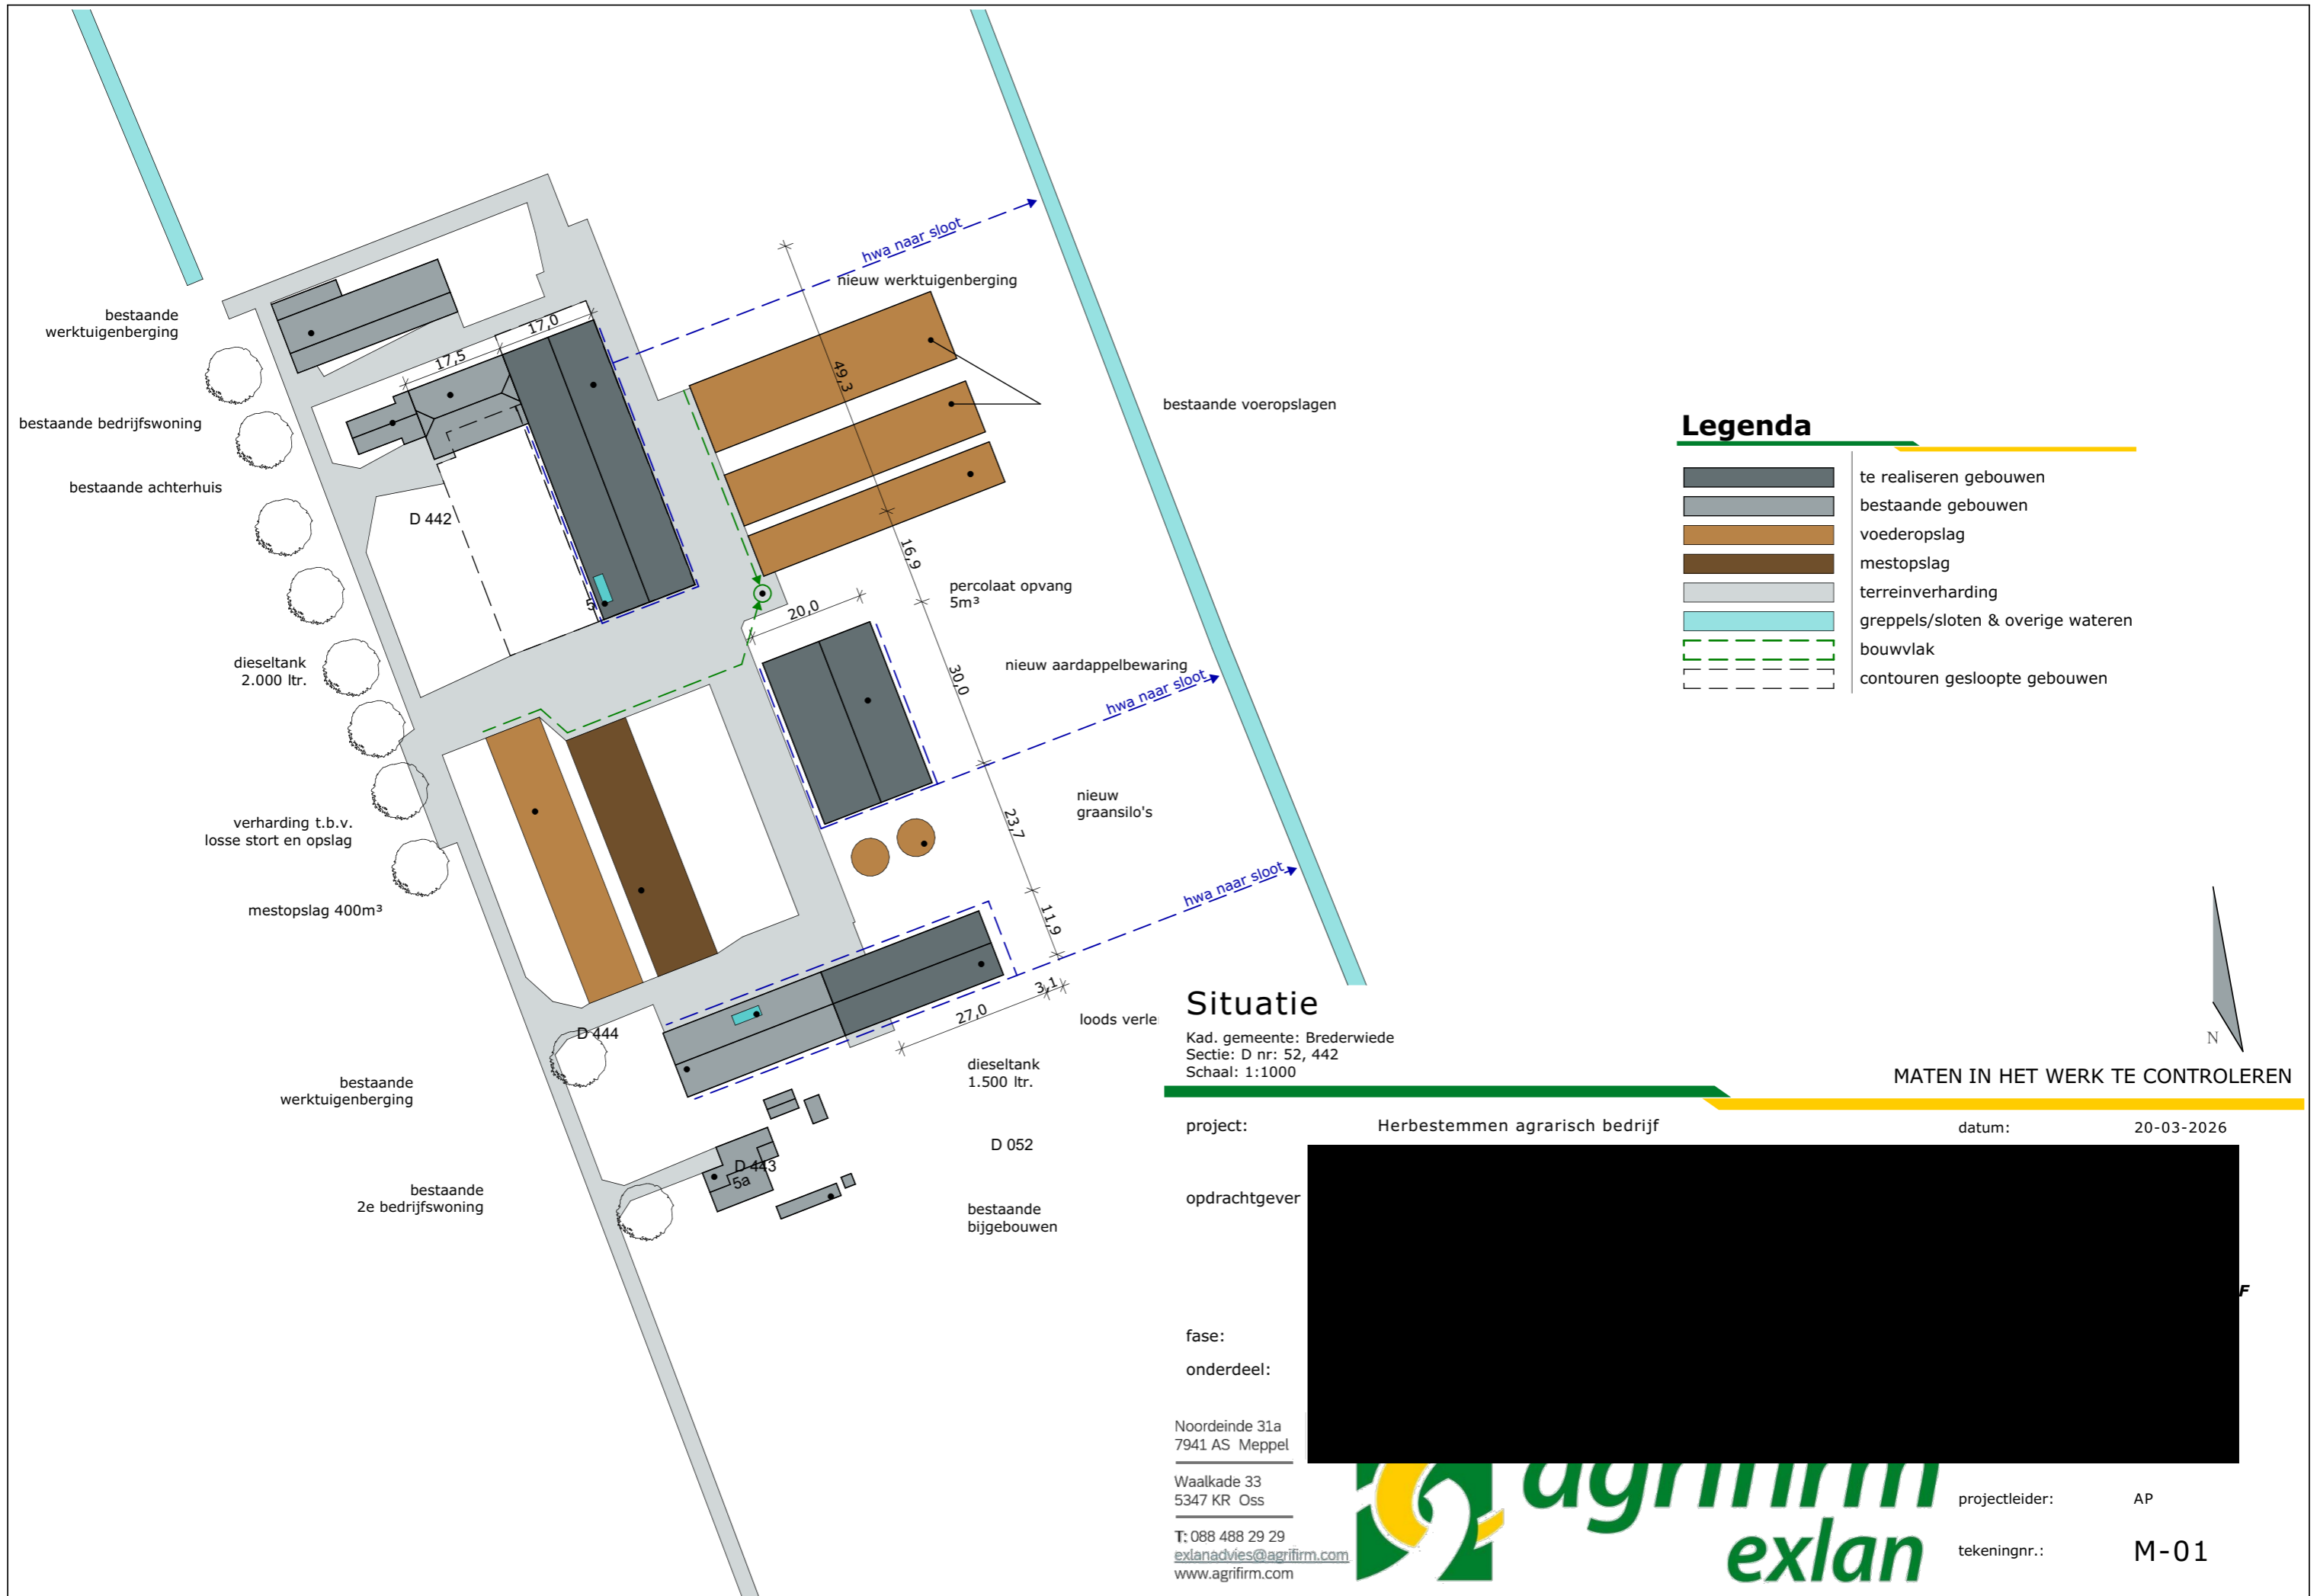 hwa naar sloot
nieuw werktuigenberging
bestaande
werktuigenberging
17,0
17,5
49,3
bestaande voeropslagen
bestaande bedrijfswoning
bestaande achterhuis
D 442
16,9
percolaat opvang
5m³
5
20,0
dieseltank
2.000 ltr.
nieuw aardappelbewaring
30,0
hwa naar sloot
nieuw
graansilo's
23,7
verharding t.b.v.
losse stort en opslag
mestopslag 400m³
hwa naar sloot
11,9
3,1
27,0
loods verle
D 444
dieseltank
1.500 ltr.
bestaande
werktuigenberging
D 052
D 443
5a
bestaande
2e bedrijfswoning
bestaande
bijgebouwen
Legenda
te realiseren gebouwen
bestaande gebouwen
voederopslag
mestopslag
terreinverharding
greppels/sloten & overige wateren
bouwvlak
contouren gesloopte gebouwen
N
Situatie
Kad. gemeente: Brederwiede
Sectie: D nr: 52, 442
Schaal: 1:1000
MATEN IN HET WERK TE CONTROLEREN
project: Herbestemmen agrarisch bedrijf datum: 20-03-2026
opdrachtgever
F
fase:
onderdeel:
Noordeinde 31a
7941 AS Meppel
Waalkade 33
5347 KR Oss
T: 088 488 29 29
exlanadvies@agrifirm.com
www.agrifirm.com
agrifirm
exlan
projectleider: AP
tekeningnr.: M-01